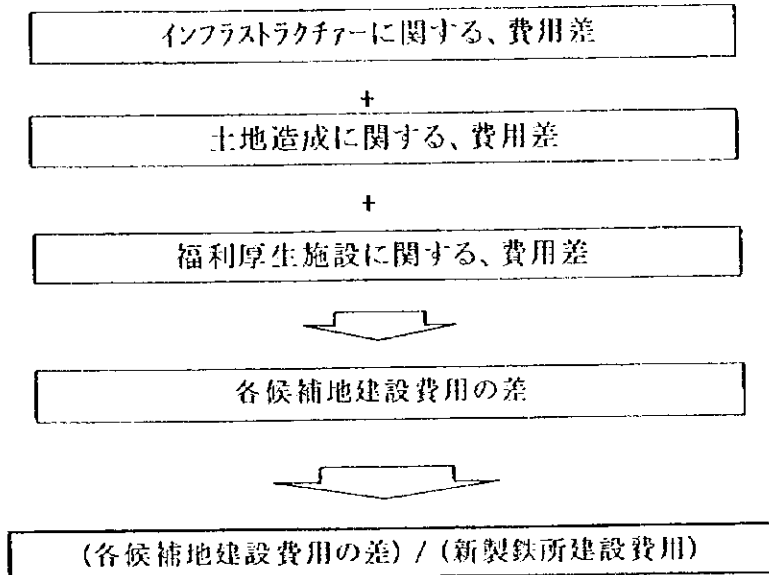 インフラストラクチャーに関する、費用差
+
土地造成に関する、費用差
+
福利厚生施設に関する、費用差
各候補地建設費用の差
(各候補地建設費用の差) / (新製鉄所建設費用)